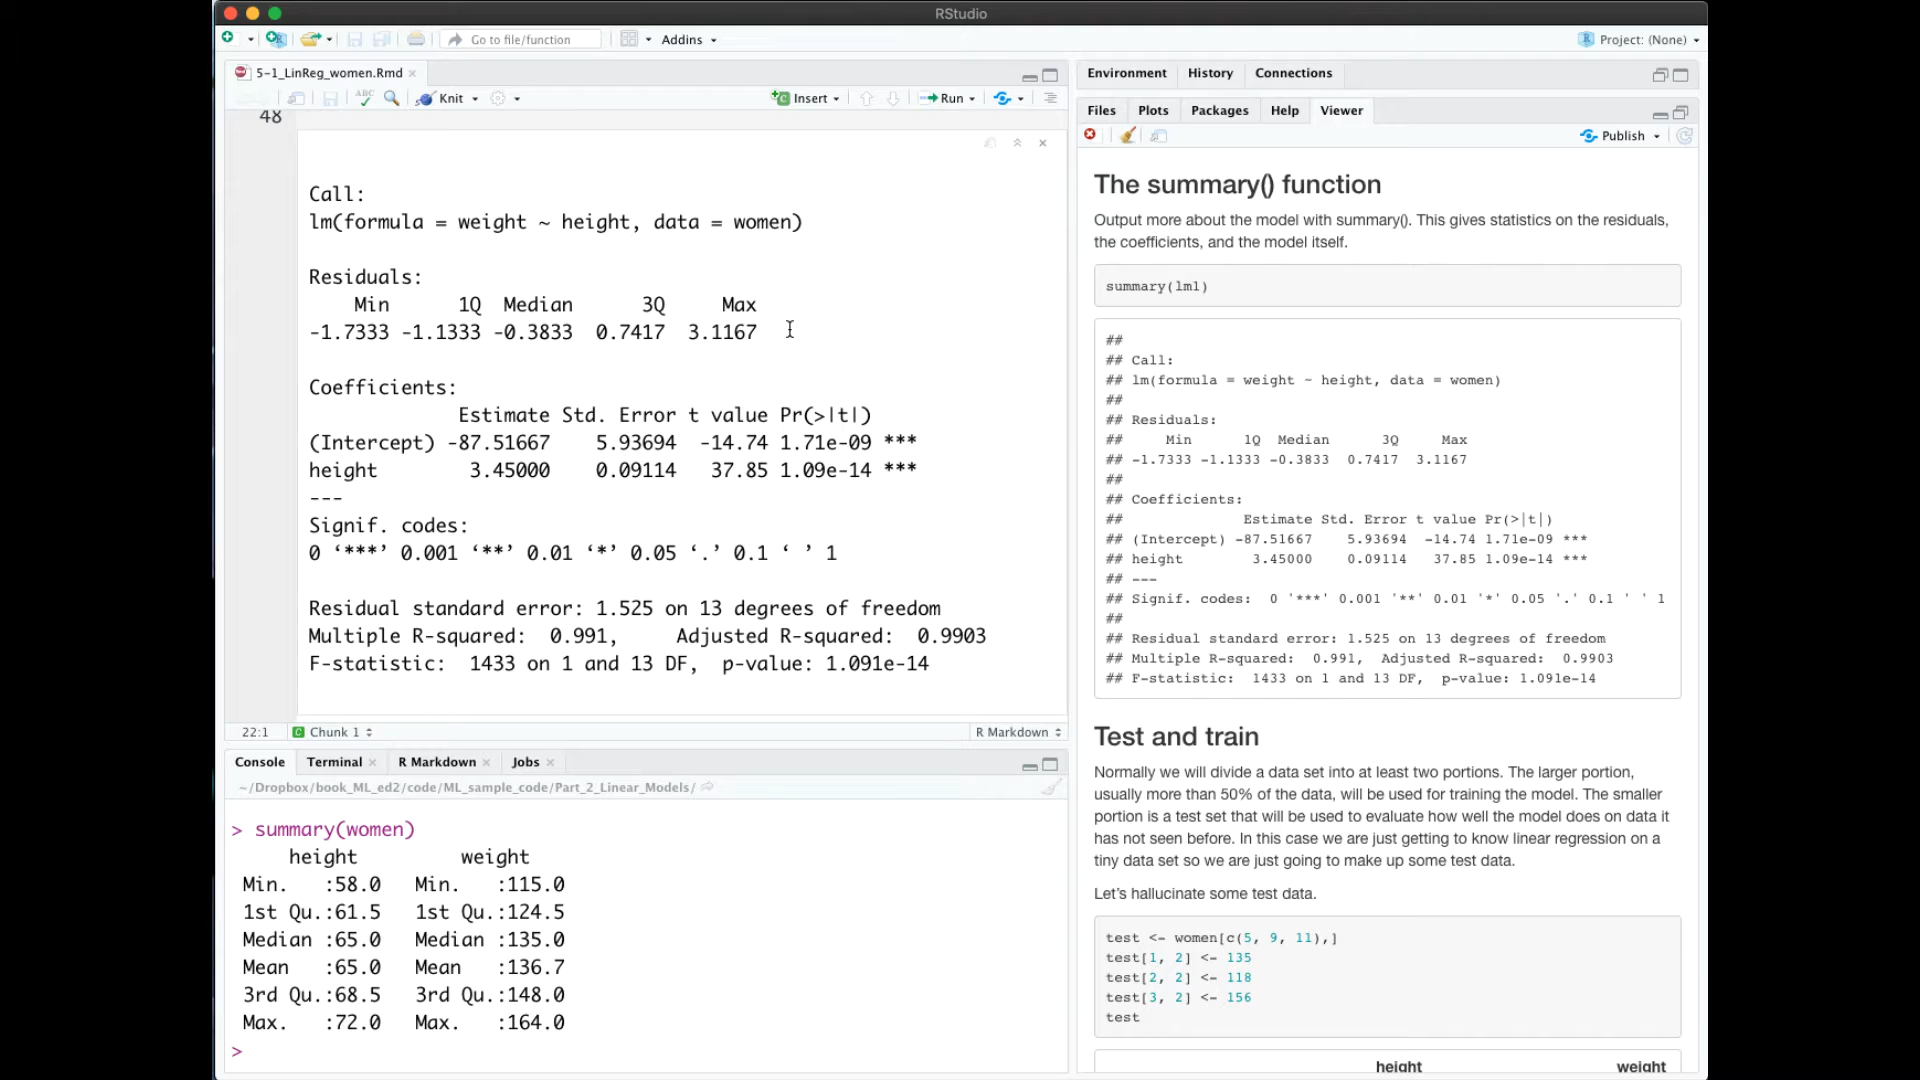 RStudio
Go to file/function
Addins
Project: (None)
5-1_LinReg_women.Rmd
ABC
Knit
Insert
Run
48
Call:
lm(formula = weight ~ height, data = women)
Residuals:
Min 1Q Median 3Q Max
-1.7333 -1.1333 -0.3833 0.7417 3.1167
Coefficients:
Estimate Std. Error t value Pr(>|t|)
(Intercept) -87.51667 5.93694 -14.74 1.71e-09 ***
height 3.45000 0.09114 37.85 1.09e-14 ***
---
Signif. codes:
0 ‘***’ 0.001 ‘**’ 0.01 ‘*’ 0.05 ‘.’ 0.1 ‘ ’ 1
Residual standard error: 1.525 on 13 degrees of freedom
Multiple R-squared: 0.991, Adjusted R-squared: 0.9903
F-statistic: 1433 on 1 and 13 DF, p-value: 1.091e-14
22:1
Chunk 1
R Markdown
Console Terminal R Markdown Jobs
~/Dropbox/book_ML_ed2/code/ML_sample_code/Part_2_Linear_Models/
> summary(women)
height weight
Min. :58.0 Min. :115.0
1st Qu.:61.5 1st Qu.:124.5
Median :65.0 Median :135.0
Mean :65.0 Mean :136.7
3rd Qu.:68.5 3rd Qu.:148.0
Max. :72.0 Max. :164.0
>
Environment History Connections
Files Plots Packages Help Viewer
Publish
The summary() function
Output more about the model with summary(). This gives statistics on the residuals,
the coefficients, and the model itself.
summary(lm1)
##
## Call:
## lm(formula = weight ~ height, data = women)
##
## Residuals:
## Min 1Q Median 3Q Max
## -1.7333 -1.1333 -0.3833 0.7417 3.1167
##
## Coefficients:
## Estimate Std. Error t value Pr(>|t|)
## (Intercept) -87.51667 5.93694 -14.74 1.71e-09 ***
## height 3.45000 0.09114 37.85 1.09e-14 ***
## ---
## Signif. codes: 0 '***' 0.001 '**' 0.01 '*' 0.05 '.' 0.1 ' ' 1
##
## Residual standard error: 1.525 on 13 degrees of freedom
## Multiple R-squared: 0.991, Adjusted R-squared: 0.9903
## F-statistic: 1433 on 1 and 13 DF, p-value: 1.091e-14
Test and train
Normally we will divide a data set into at least two portions. The larger portion,
usually more than 50% of the data, will be used for training the model. The smaller
portion is a test set that will be used to evaluate how well the model does on data it
has not seen before. In this case we are just getting to know linear regression on a
tiny data set so we are just going to make up some test data.
Let’s hallucinate some test data.
test <- women[c(5, 9, 11),]
test[1, 2] <- 135
test[2, 2] <- 118
test[3, 2] <- 156
test
height weight